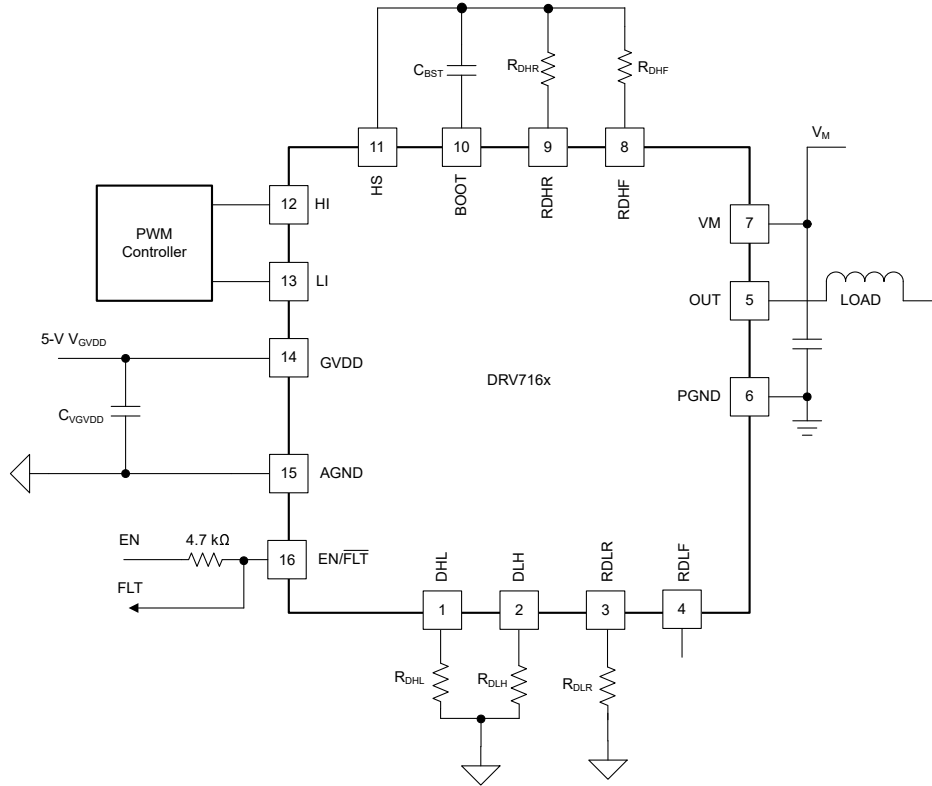 C_BST
R_DHR
R_DHF
11
10
9
8
HS
BOOT
RDHR
RDHF
V_M
PWM
Controller
12
HI
13
LI
VM
7
OUT
5
LOAD
5-V V_GVDD
14
GVDD
DRV716x
PGND
6
C_VGVDD
15
AGND
EN
4.7 kΩ
16
EN/F̅L̅T̅
FLT
DHL
DLH
RDLR
RDLF
1
2
3
4
R_DHL
R_DLH
R_DLR